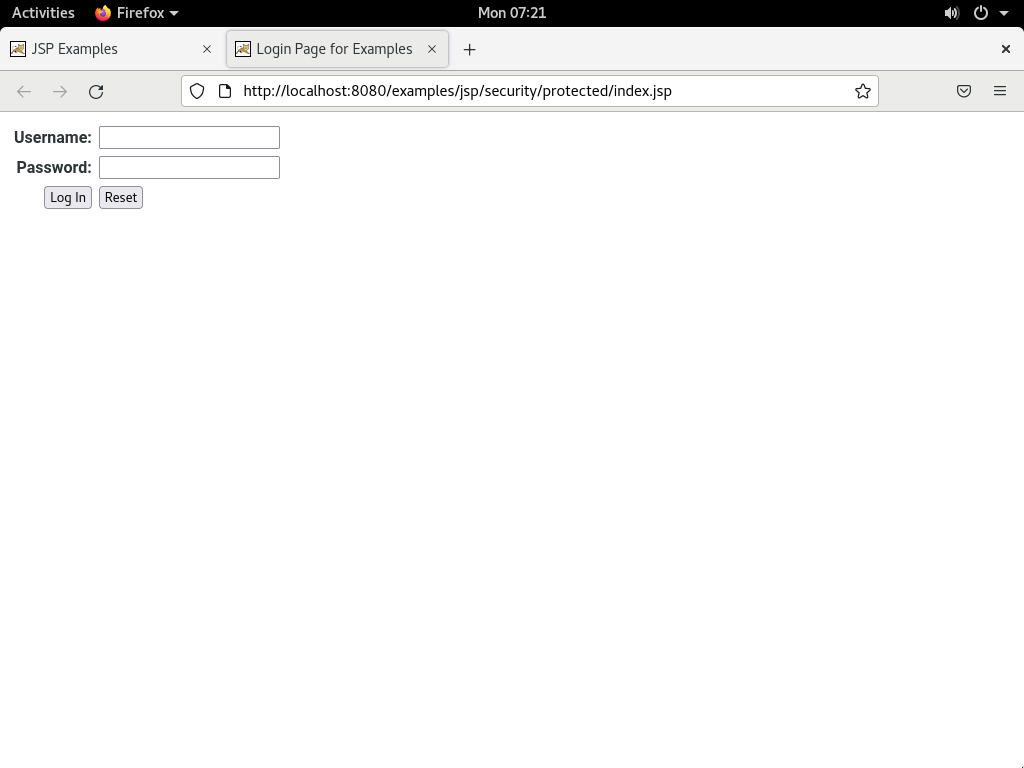 Activities Firefox Mon 07:21
JSP Examples Login Page for Examples
http://localhost:8080/examples/jsp/security/protected/index.jsp
Username:
Password:
Log In Reset